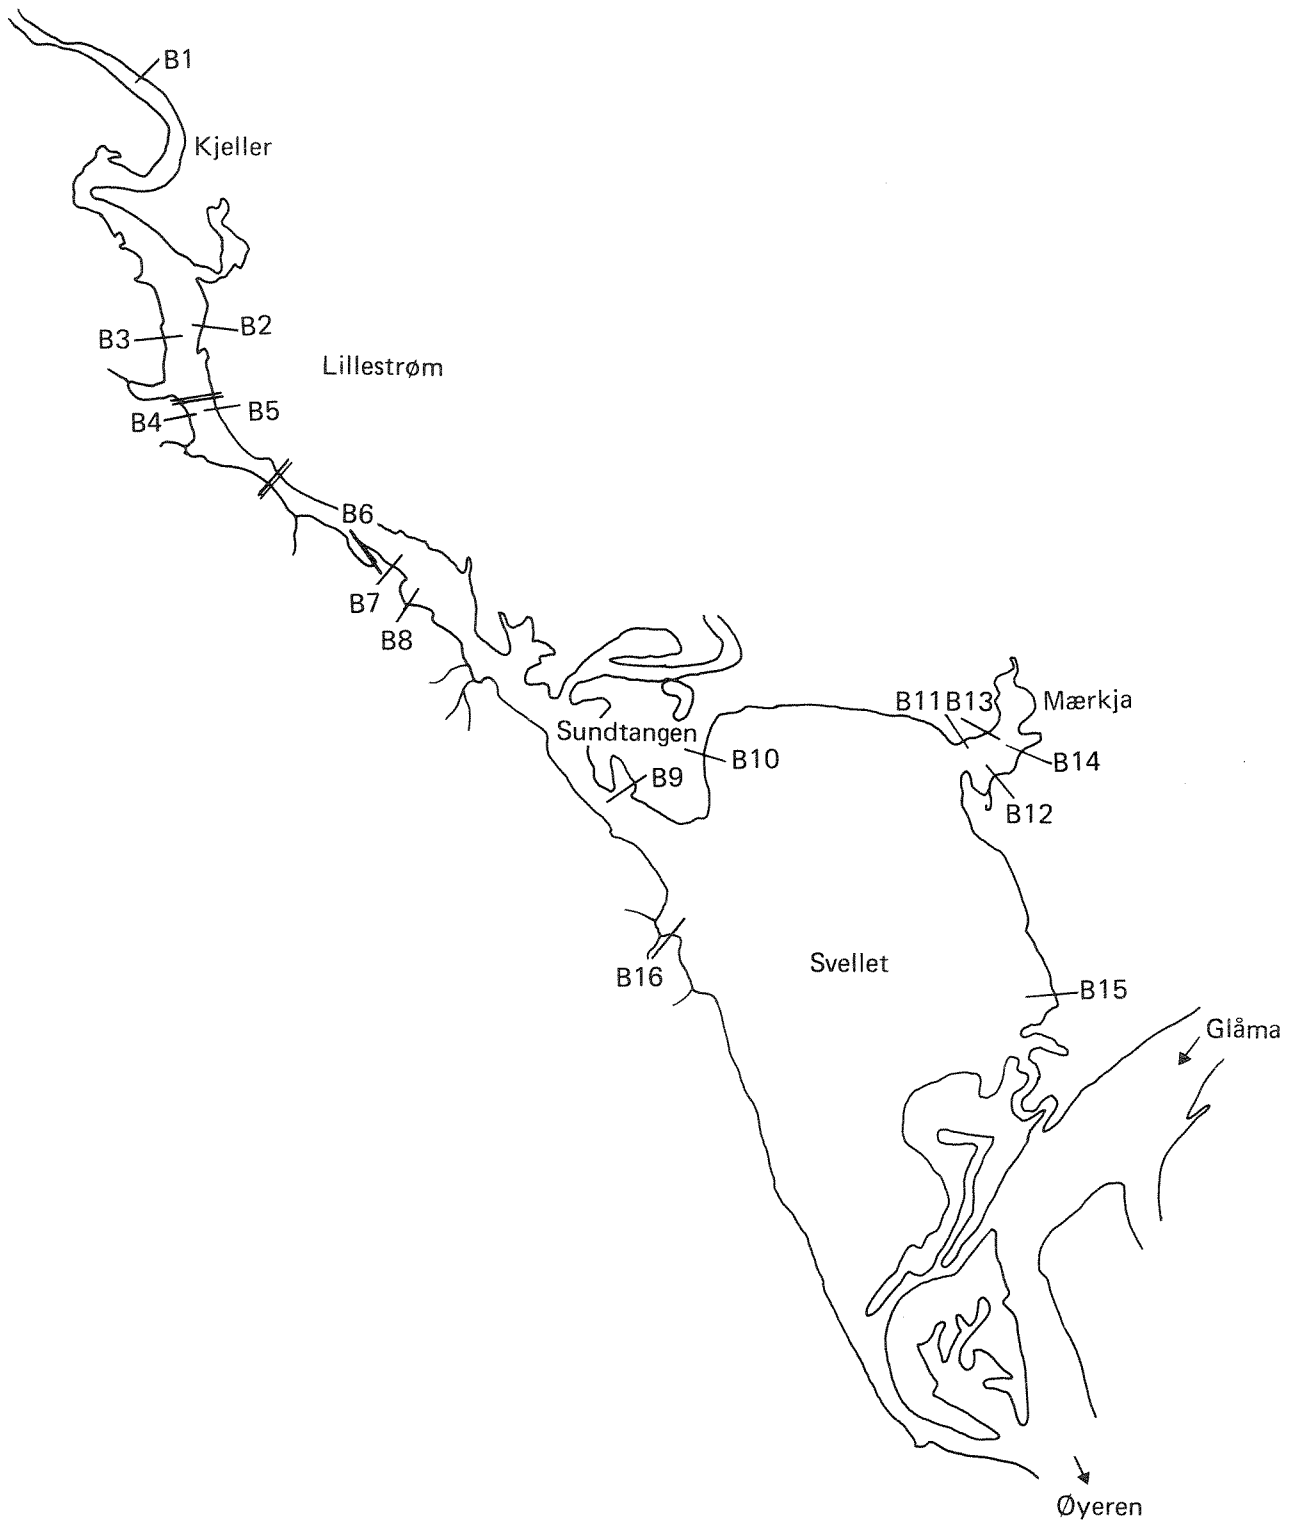 B1
Kjeller
B2
B3
Lillestrøm
B5
B4
B6
B7
B8
Sundtangen
B11 B13 Mærkja
B10
B14
B9
B12
Svellet
B16
B15
Glåma
Øyeren